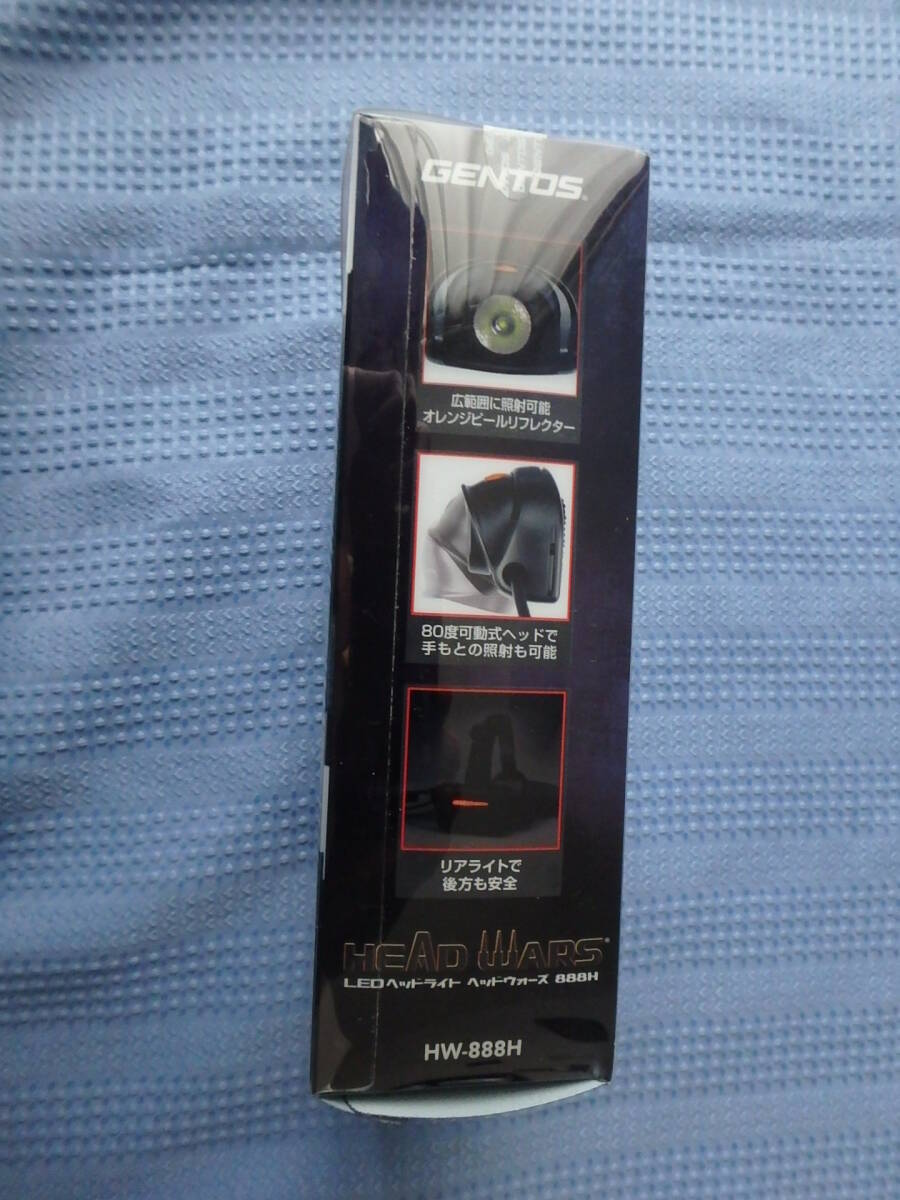 GENTOS
広範囲に照射可能
オレンジピールリフレクター
80度可動式ヘッドで
手もとの照射も可能
リアライトで
後方も安全
HEAD WARS®
LEDヘッドライト ヘッドウォーズ 888H
HW-888H